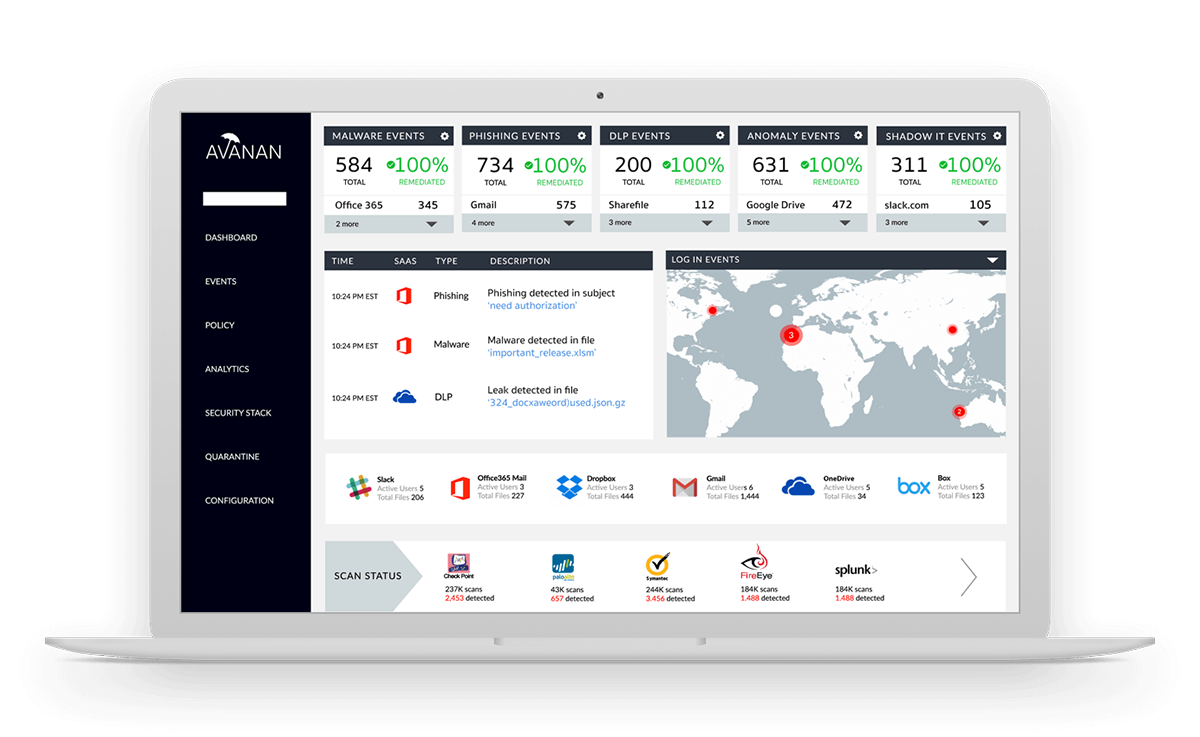 AVANAN
DASHBOARD
EVENTS
POLICY
ANALYTICS
SECURITY STACK
QUARANTINE
CONFIGURATION
MALWARE EVENTS
584 100%
TOTAL REMEDIATED
Office 365 345
2 more
PHISHING EVENTS
734 100%
TOTAL REMEDIATED
Gmail 575
4 more
DLP EVENTS
200 100%
TOTAL REMEDIATED
Sharefile 112
3 more
ANOMALY EVENTS
631 100%
TOTAL REMEDIATED
Google Drive 472
5 more
SHADOW IT EVENTS
311 100%
TOTAL REMEDIATED
slack.com 105
3 more
TIME SAAS TYPE DESCRIPTION
10:24 PM EST Phishing Phishing detected in subject
'need authorization'
10:24 PM EST Malware Malware detected in file
'important_release.xlsm'
10:24 PM EST DLP Leak detected in file
'324_docxaweord)used.json.gz
LOG IN EVENTS
3
2
Slack
Active Users 5
Total Files 206
Office365 Mail
Active Users 3
Total Files 227
Dropbox
Active Users 3
Total Files 444
Gmail
Active Users 6
Total Files 1,444
OneDrive
Active Users 5
Total Files 34
box
Box
Active Users 5
Total Files 123
SCAN STATUS
Check Point
237K scans
2,453 detected
paloalto
43K scans
657 detected
Symantec
244K scans
3.456 detected
FireEye
184K scans
1.488 detected
splunk>
184K scans
1.488 detected